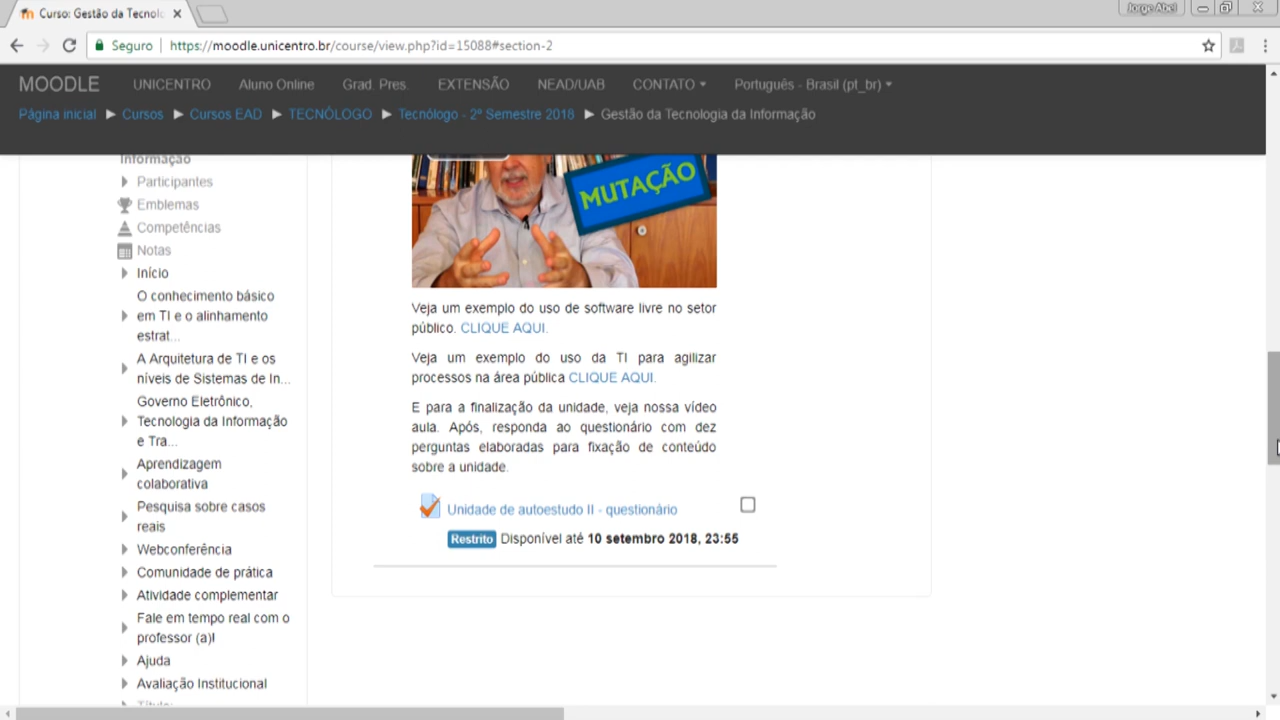 Curso: Gestão da Tecnolo
Jorge Abel
Seguro
https://moodle.unicentro.br/course/view.php?id=15088#section-2
MOODLE UNICENTRO Aluno Online Grad. Pres. EXTENSÃO NEAD/UAB CONTATO Português - Brasil (pt_br)
Página inicial ► Cursos ► Cursos EAD ► TECNÓLOGO ► Tecnólogo - 2º Semestre 2018 ► Gestão da Tecnologia da Informação
Informação
Participantes
Emblemas
Competências
Notas
Início
O conhecimento básico
em TI e o alinhamento
estrat...
A Arquitetura de TI e os
níveis de Sistemas de In...
Governo Eletrônico,
Tecnologia da Informação
e Tra...
Aprendizagem
colaborativa
Pesquisa sobre casos
reais
Webconferência
Comunidade de prática
Atividade complementar
Fale em tempo real com o
professor (a)!
Ajuda
Avaliação Institucional
MUTAÇÃO
Veja um exemplo do uso de software livre no setor
público. CLIQUE AQUI.
Veja um exemplo do uso da TI para agilizar
processos na área pública CLIQUE AQUI.
E para a finalização da unidade, veja nossa vídeo
aula. Após, responda ao questionário com dez
perguntas elaboradas para fixação de conteúdo
sobre a unidade.
Unidade de autoestudo II - questionário
Restrito Disponível até 10 setembro 2018, 23:55